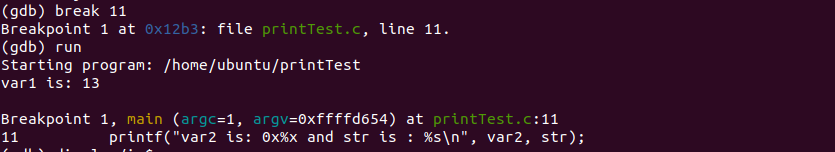 (gdb) break 11
Breakpoint 1 at 0x12b3: file printTest.c, line 11.
(gdb) run
Starting program: /home/ubuntu/printTest
var1 is: 13
Breakpoint 1, main (argc=1, argv=0xffffd654) at printTest.c:11
11          printf("var2 is: 0x%x and str is : %s\n", var2, str);